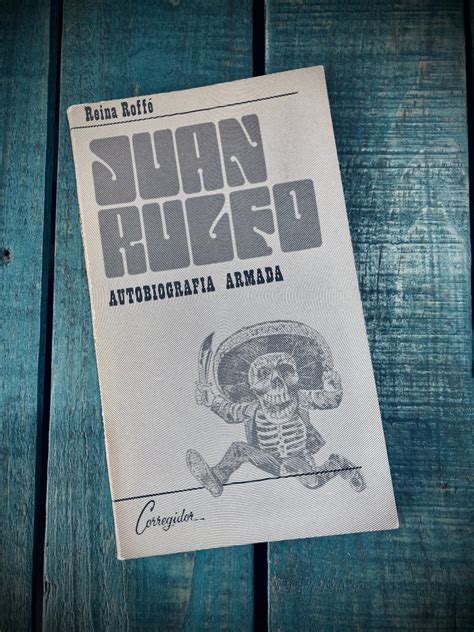 Reina Roffé
JUAN
RULFO
AUTOBIOGRAFIA ARMADA
Corregidor